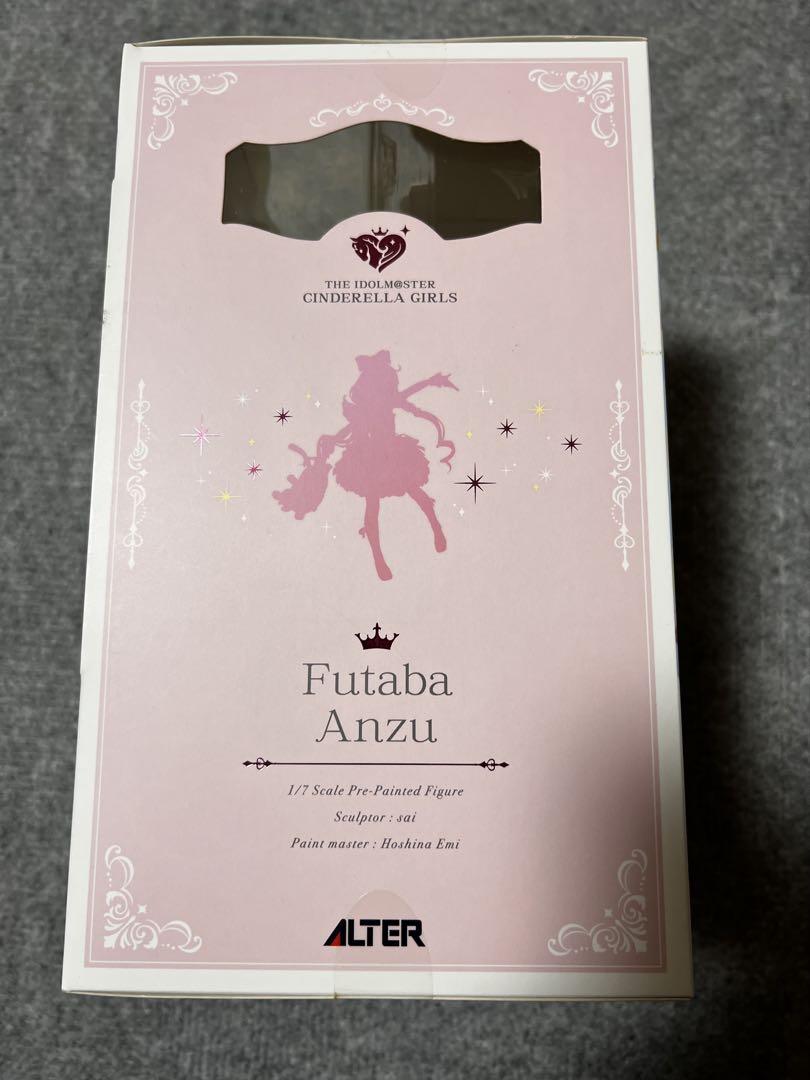 THE IDOLM@STER
CINDERELLA GIRLS
Futaba
Anzu
1/7 Scale Pre-Painted Figure
Sculptor : sai
Paint master : Hoshina Emi
ALTER